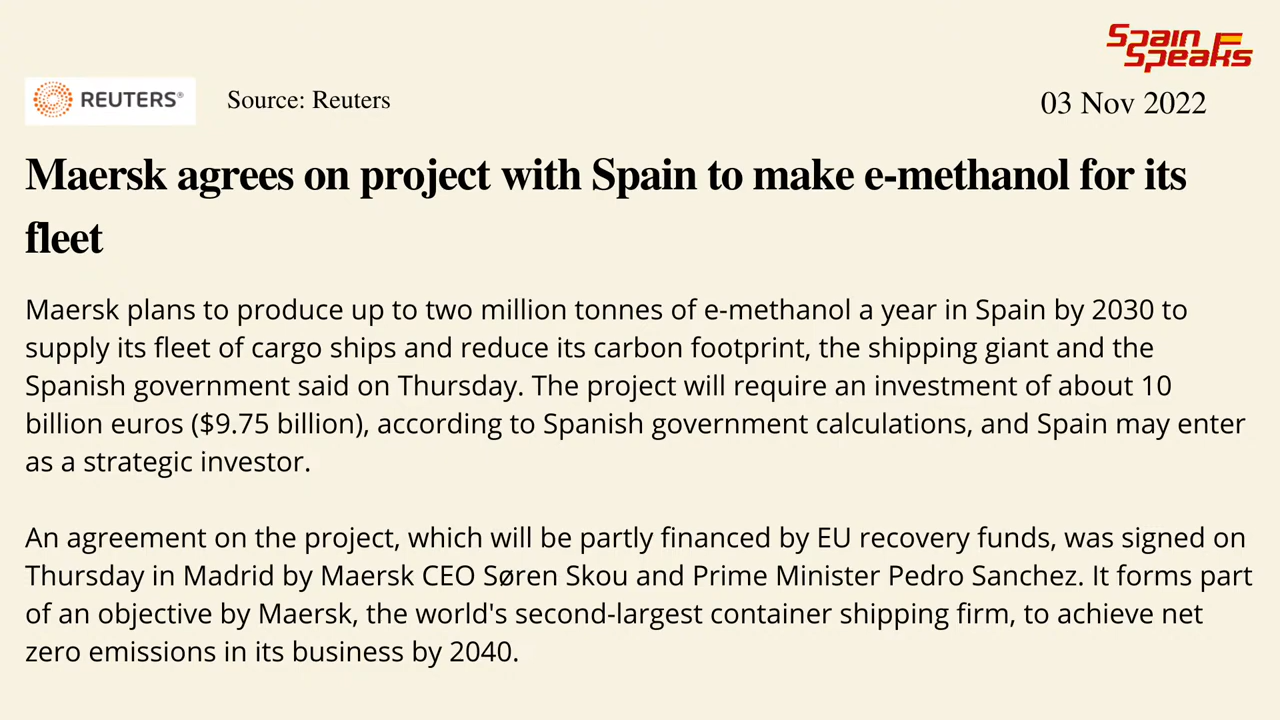 Spain
Speaks
REUTERS®
Source: Reuters
03 Nov 2022
Maersk agrees on project with Spain to make e-methanol for its
fleet
Maersk plans to produce up to two million tonnes of e-methanol a year in Spain by 2030 to
supply its fleet of cargo ships and reduce its carbon footprint, the shipping giant and the
Spanish government said on Thursday. The project will require an investment of about 10
billion euros ($9.75 billion), according to Spanish government calculations, and Spain may enter
as a strategic investor.
An agreement on the project, which will be partly financed by EU recovery funds, was signed on
Thursday in Madrid by Maersk CEO Søren Skou and Prime Minister Pedro Sanchez. It forms part
of an objective by Maersk, the world's second-largest container shipping firm, to achieve net
zero emissions in its business by 2040.